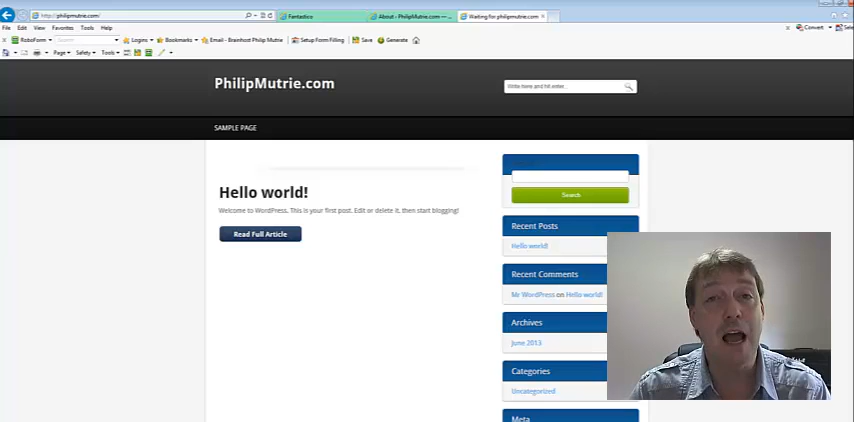 http://philipmutrie.com/
Fantastico
About - PhilipMutrie.com —...
Waiting for philipmutrie.com
File Edit View Favorites Tools Help
Convert
RoboForm Search Logins Bookmarks Email - Brainhost Philip Mutrie Setup Form Filling Save Generate
Page Safety Tools
PhilipMutrie.com
Write here and hit enter...
SAMPLE PAGE
Hello world!
Welcome to WordPress. This is your first post. Edit or delete it, then start blogging!
Read Full Article
Search
Recent Posts
Hello world!
Recent Comments
Mr WordPress on Hello world!
Archives
June 2013
Categories
Uncategorized
Meta